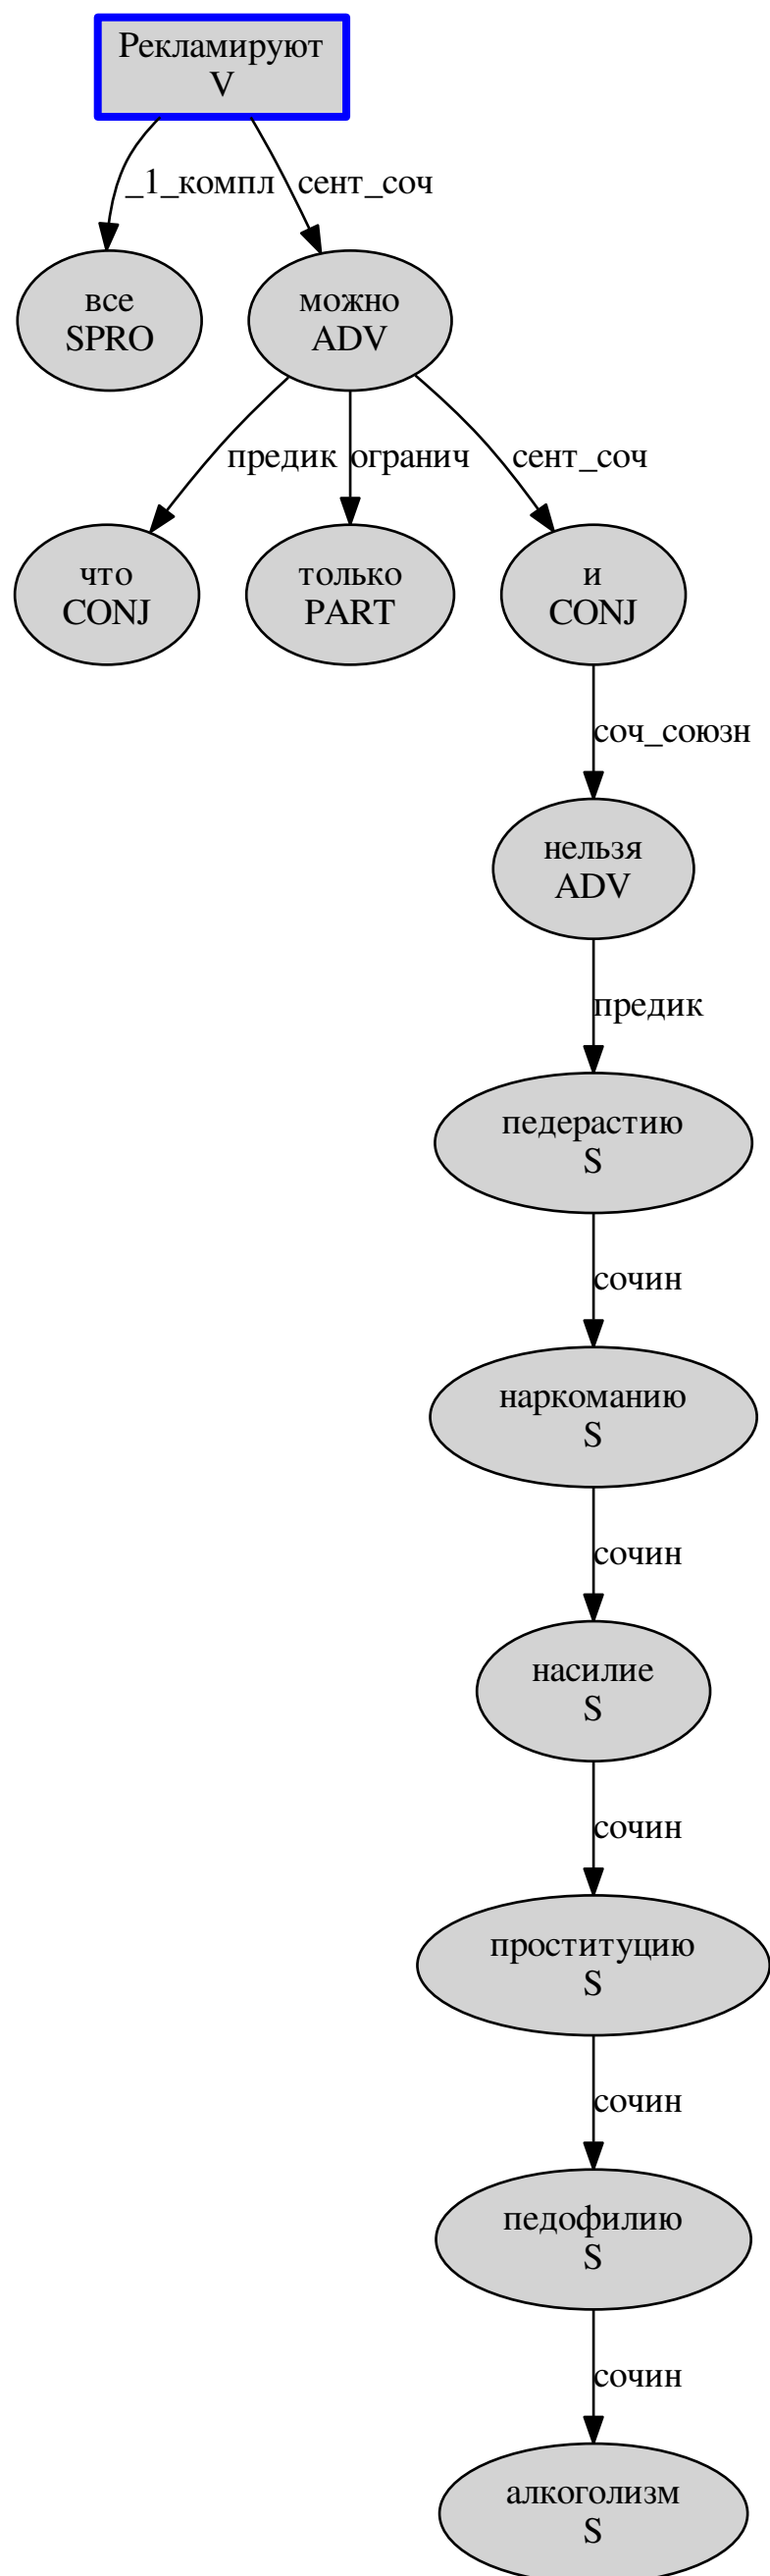 Рекламируют
V
_1_компл
сент_соч
все
SPRO
можно
ADV
предик
огранич
сент_соч
что
CONJ
только
PART
и
CONJ
соч_союзн
нельзя
ADV
предик
педерастию
S
сочин
наркоманию
S
сочин
насилие
S
сочин
проституцию
S
сочин
педофилию
S
сочин
алкоголизм
S